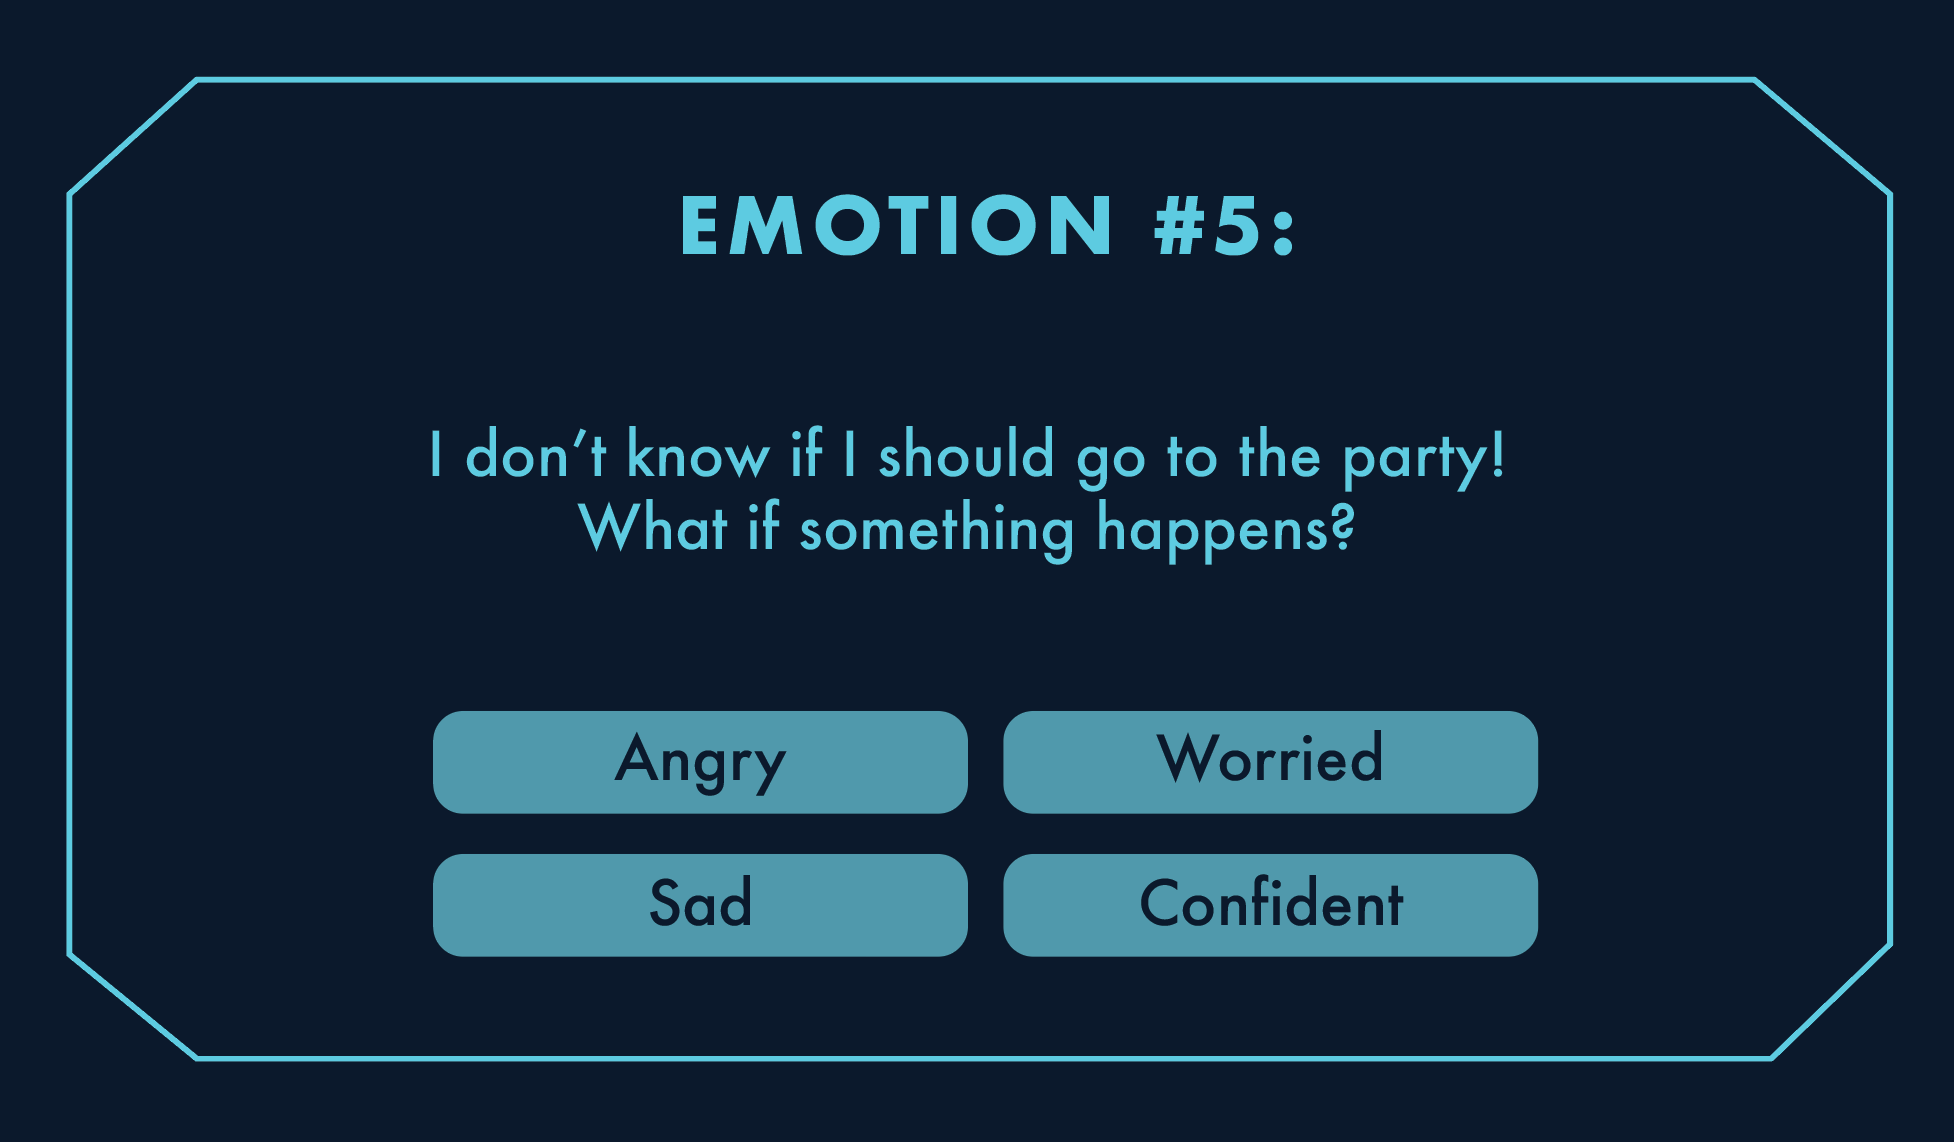 EMOTION #5:
I don’t know if I should go to the party!
What if something happens?
Angry
Worried
Sad
Confident